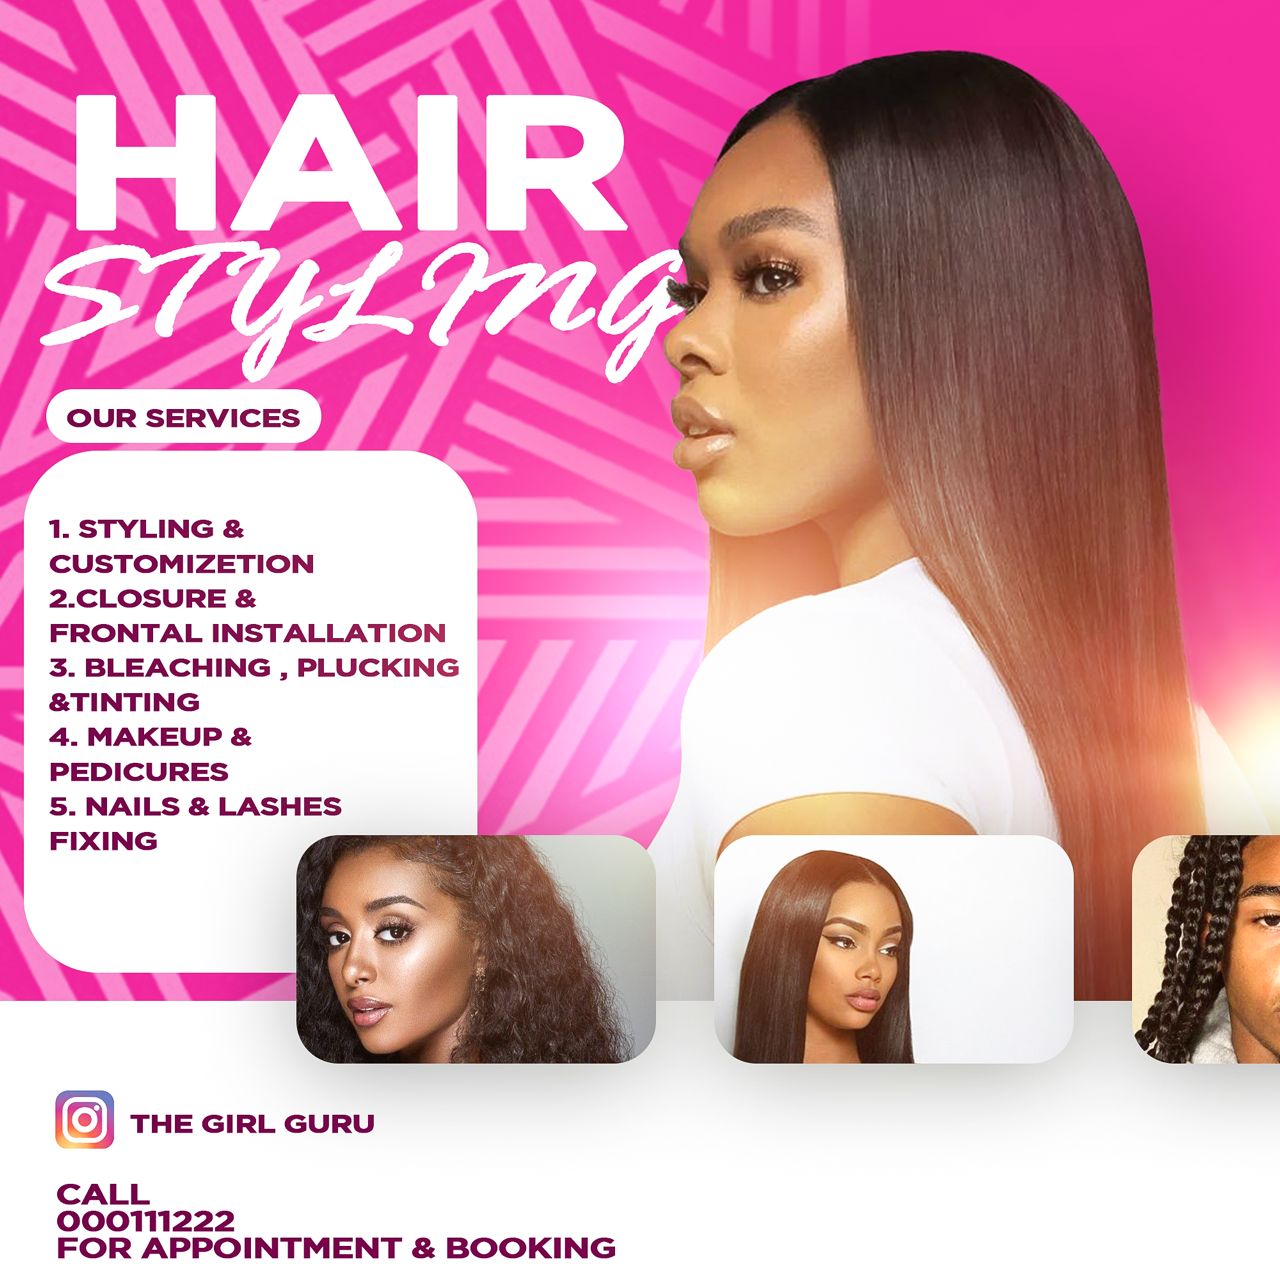 HAIR
STYLING
OUR SERVICES
1. STYLING &
CUSTOMIZETION
2.CLOSURE &
FRONTAL INSTALLATION
3. BLEACHING , PLUCKING
&TINTING
4. MAKEUP &
PEDICURES
5. NAILS & LASHES
FIXING
THE GIRL GURU
CALL
000111222
FOR APPOINTMENT & BOOKING